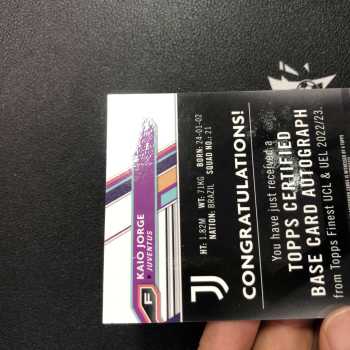 F
KAIO JORGE
• JUVENTUS
HT: 1.82M WT: 71KG BORN: 24-01-02
NATION: BRAZIL SQUAD NO.: 21
CONGRATULATIONS!
You have just received a
TOPPS CERTIFIED
BASE CARD AUTOGRAPH
from Topps Finest UCL & UEL 2022/23.